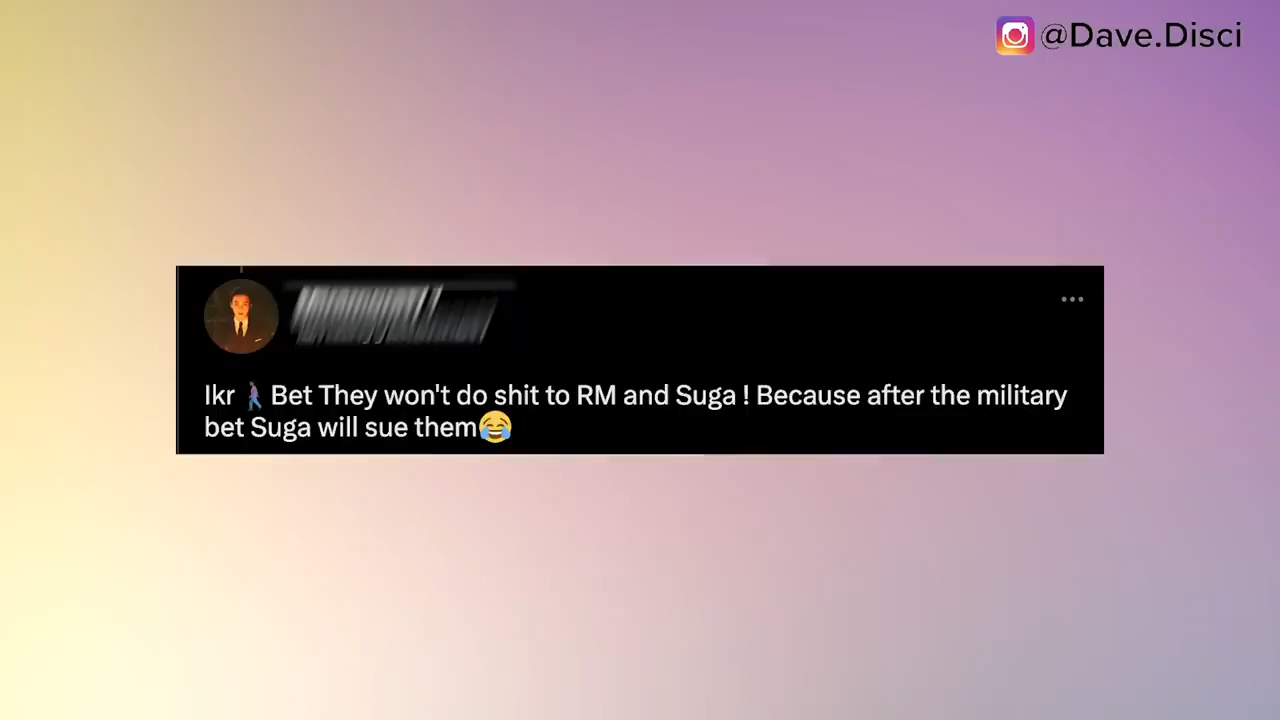 @Dave.Disci
Ikr 🚶🏾‍♂️ Bet They won't do shit to RM and Suga ! Because after the military
bet Suga will sue them😂